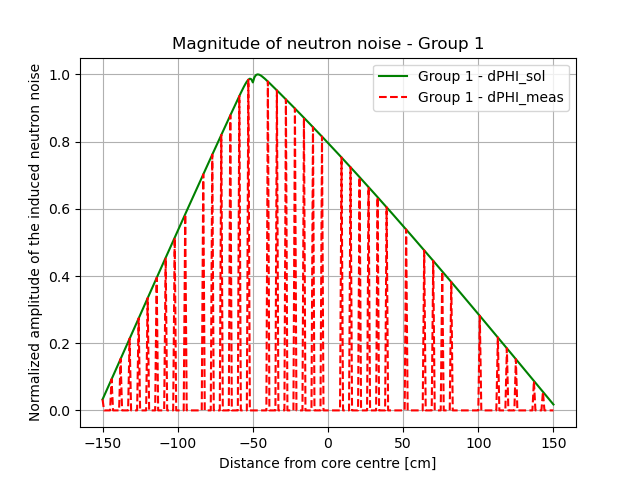 Magnitude of neutron noise - Group 1
Normalized amplitude of the induced neutron noise
1.0
0.8
0.6
0.4
0.2
0.0
Group 1 - dPHI_sol
Group 1 - dPHI_meas
−150
−100
−50
0
50
100
150
Distance from core centre [cm]